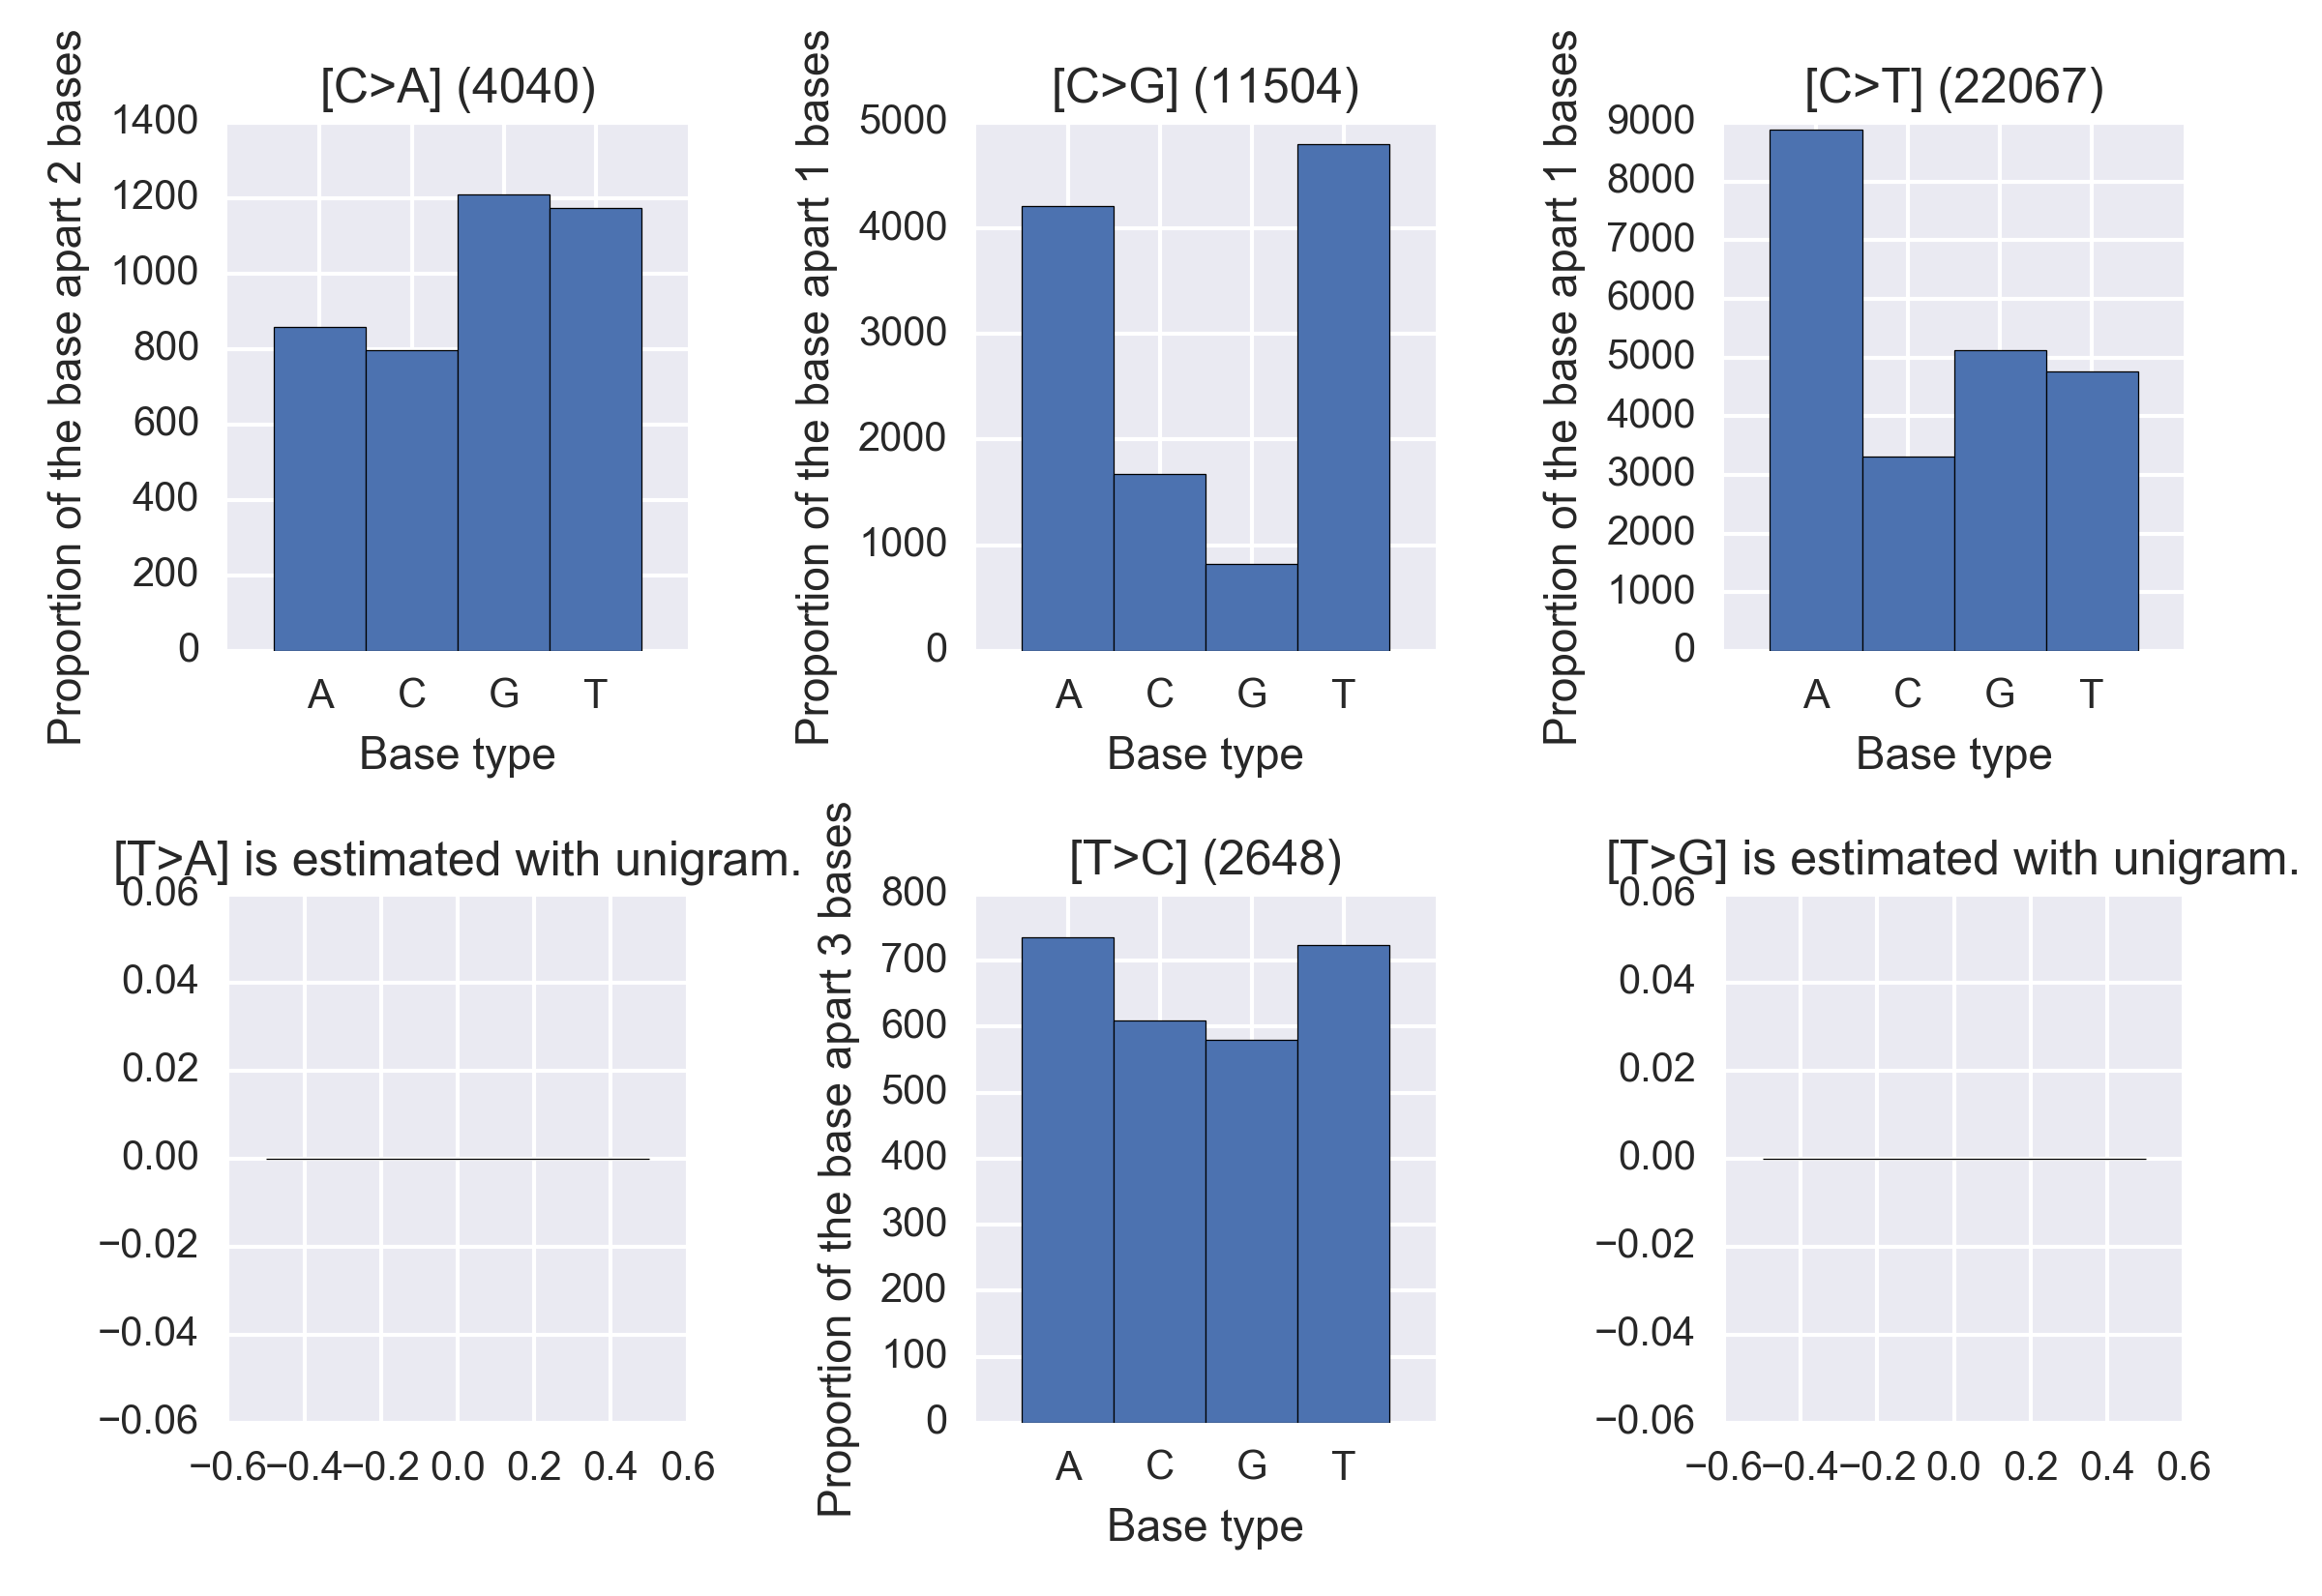 [C>A] (4040)
Proportion of the base apart 2 bases
1400
1200
1000
800
600
400
200
0
A C G T
Base type
[C>G] (11504)
Proportion of the base apart 1 bases
5000
4000
3000
2000
1000
0
A C G T
Base type
[C>T] (22067)
Proportion of the base apart 1 bases
9000
8000
7000
6000
5000
4000
3000
2000
1000
0
A C G T
Base type
[T>A] is estimated with unigram.
0.06
0.04
0.02
0.00
−0.02
−0.04
−0.06
−0.6 −0.4 −0.2 0.0 0.2 0.4 0.6
[T>C] (2648)
Proportion of the base apart 3 bases
800
700
600
500
400
300
200
100
0
A C G T
Base type
[T>G] is estimated with unigram.
0.06
0.04
0.02
0.00
−0.02
−0.04
−0.06
−0.6 −0.4 −0.2 0.0 0.2 0.4 0.6